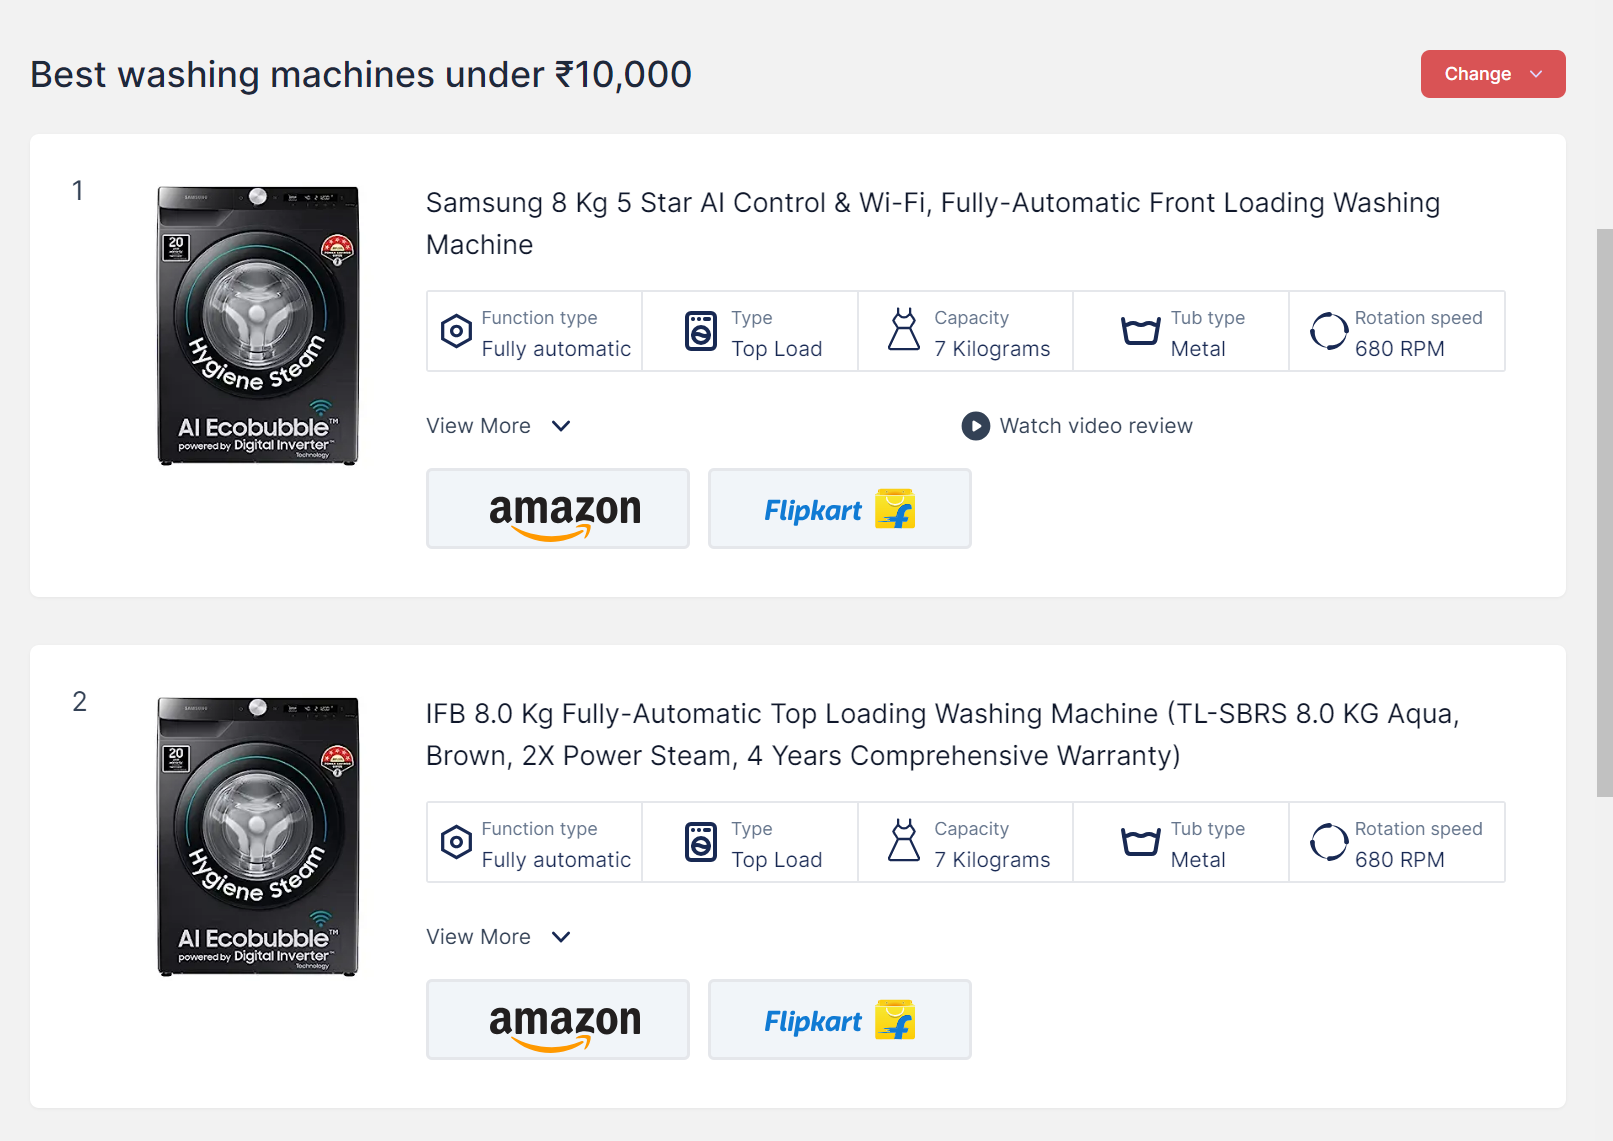 Best washing machines under ₹10,000
Change
1
SAMSUNG
20
Hygiene Steam
AI Ecobubble™
powered by Digital Inverter™
Technology
Samsung 8 Kg 5 Star AI Control & Wi-Fi, Fully-Automatic Front Loading Washing
Machine
Function type
Fully automatic
Type
Top Load
Capacity
7 Kilograms
Tub type
Metal
Rotation speed
680 RPM
View More
Watch video review
amazon
Flipkart
2
SAMSUNG
20
Hygiene Steam
AI Ecobubble™
powered by Digital Inverter™
Technology
IFB 8.0 Kg Fully-Automatic Top Loading Washing Machine (TL-SBRS 8.0 KG Aqua,
Brown, 2X Power Steam, 4 Years Comprehensive Warranty)
Function type
Fully automatic
Type
Top Load
Capacity
7 Kilograms
Tub type
Metal
Rotation speed
680 RPM
View More
amazon
Flipkart